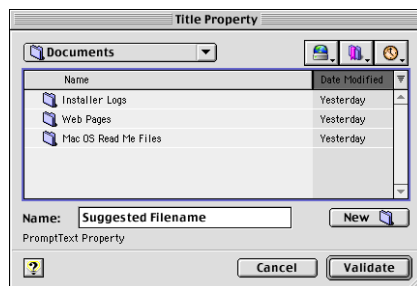 Title Property
Documents
Name Date Modified
Installer Logs Yesterday
Web Pages Yesterday
Mac OS Read Me Files Yesterday
Name: Suggested Filename New
PromptText Property
? Cancel Validate